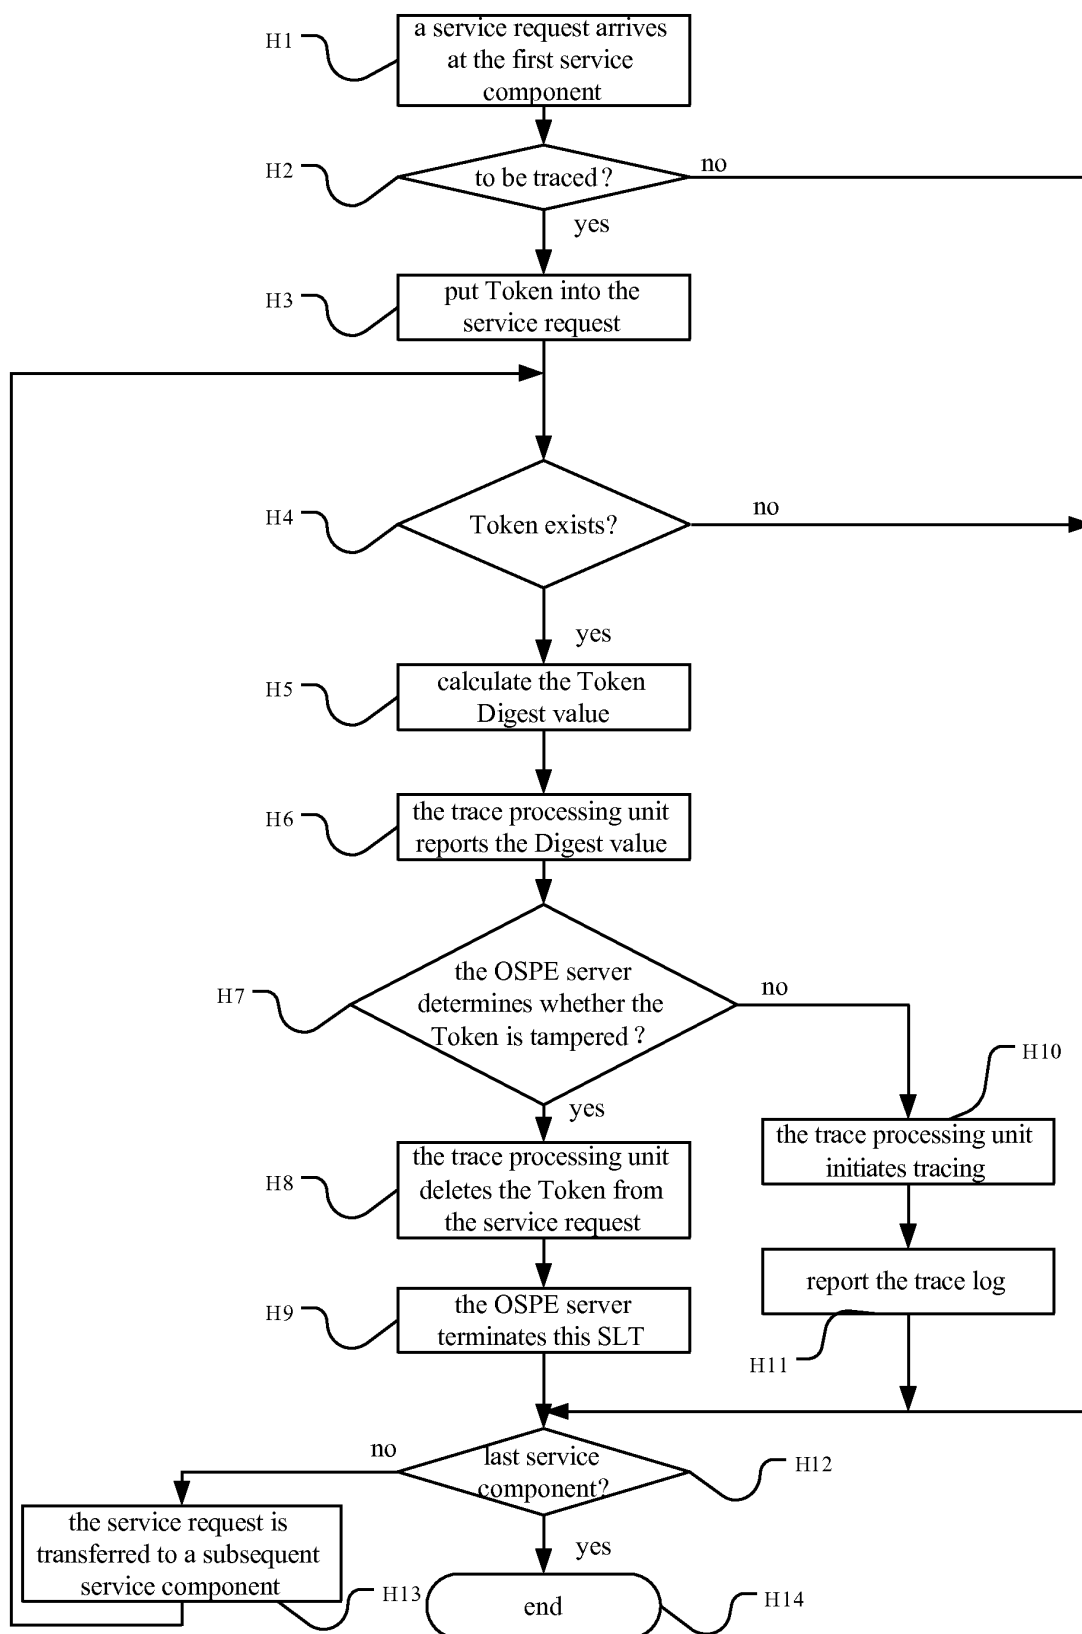 H1
a service request arrives
at the first service
component
H2
to be traced?
no
yes
H3
put Token into the
service request
H4
Token exists?
no
yes
H5
calculate the Token
Digest value
H6
the trace processing unit
reports the Digest value
H7
the OSPE server
determines whether the
Token is tampered?
no
yes
H10
the trace processing unit
initiates tracing
H8
the trace processing unit
deletes the Token from
the service request
report the trace log
H11
H9
the OSPE server
terminates this SLT
no
last service
component?
H12
yes
the service request is
transferred to a subsequent
service component
H13
end
H14